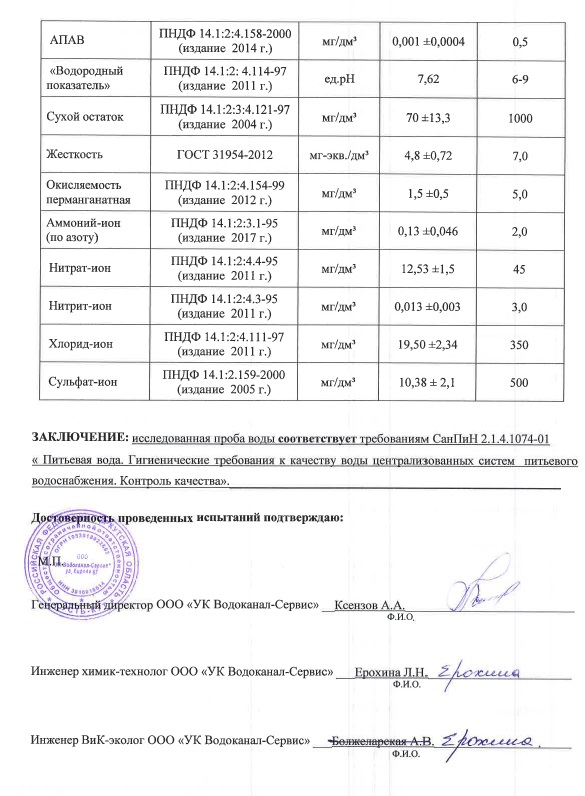 АПАВ ПНДФ 14.1:2:4.158-2000 мг/дм³ 0,001 ±0,0004 0,5
(издание 2014 г.)
«Водородный ПНДФ 14.1:2: 4.114-97 ед.pH 7,62 6-9
показатель» (издание 2011 г.)
Сухой остаток ПНДФ 14.1:2:3:4.121-97 мг/дм³ 70 ±13,3 1000
(издание 2004 г.)
Жесткость ГОСТ 31954-2012 мг-экв./дм³ 4,8 ±0,72 7,0
Окисляемость ПНДФ 14.1:2:4.154-99 мг/дм³ 1,5 ±0,5 5,0
перманганатная (издание 2012 г.)
Аммоний-ион ПНДФ 14.1:2:3.1-95 мг/дм³ 0,13 ±0,046 2,0
(по азоту) (издание 2017 г.)
Нитрат-ион ПНДФ 14.1:2:4.4-95 мг/дм³ 12,53 ±1,5 45
(издание 2011 г.)
Нитрит-ион ПНДФ 14.1:2:4.3-95 мг/дм³ 0,013 ±0,003 3,0
(издание 2011 г.)
Хлорид-ион ПНДФ 14.1:2:4.111-97 мг/дм³ 19,50 ±2,34 350
(издание 2011 г.)
Сульфат-ион ПНДФ 14.1:2.159-2000 мг/дм³ 10,38 ± 2,1 500
(издание 2005 г.)
ЗАКЛЮЧЕНИЕ: исследованная проба воды соответствует требованиям СанПиН 2.1.4.1074-01
« Питьевая вода. Гигиенические требования к качеству воды централизованных систем питьевого
водоснабжения. Контроль качества».
Достоверность проведенных испытаний подтверждаю:
М.П.
Генеральный директор ООО «УК Водоканал-Сервис» Ксензов А.А.
Ф.И.О.
Инженер химик-технолог ООО «УК Водоканал-Сервис» Ерохина Л.Н. Ерохина
Ф.И.О.
Инженер ВиК-эколог ООО «УК Водоканал-Сервис» Болжеларская А.В. Ерохина.
Ф.И.О.